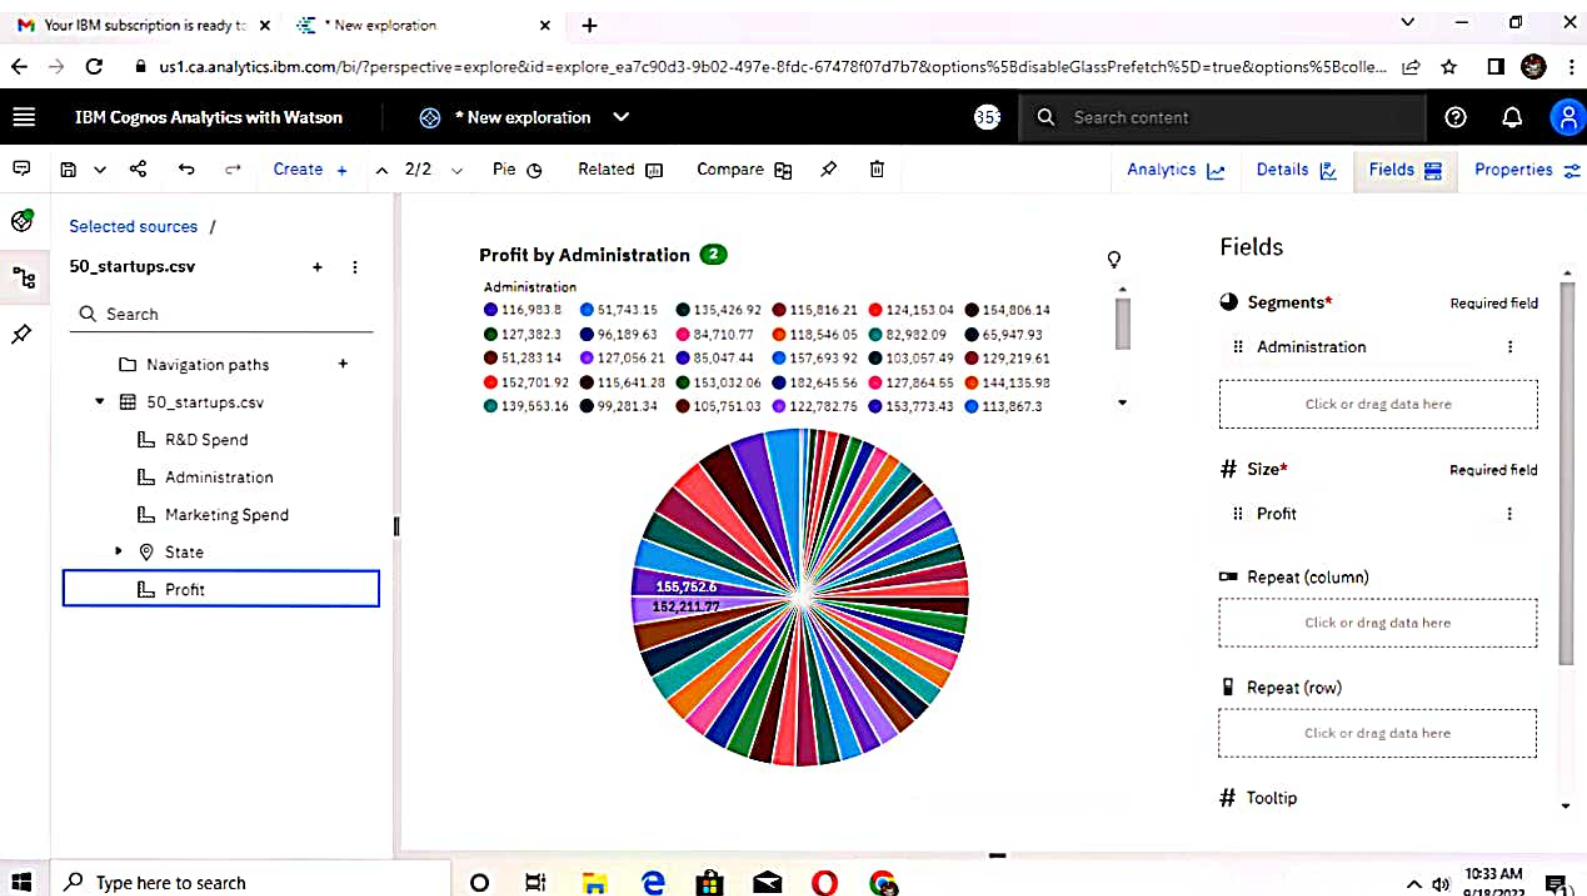 Your IBM subscription is ready to
* New exploration
us1.ca.analytics.ibm.com/bi/?perspective=explore&id=explore_ea7c90d3-9b02-497e-8fdc-67478f07d7b7&options%5BdisableGlassPrefetch%5D=true&options%5Bcolle...
IBM Cognos Analytics with Watson
* New exploration
Search content
Create +
2/2
Pie
Related
Compare
Analytics
Details
Fields
Properties
Selected sources /
50_startups.csv
Search
Navigation paths
50_startups.csv
R&D Spend
Administration
Marketing Spend
State
Profit
Profit by Administration 2
Administration
116,983.8 51,743.15 135,426.92 115,816.21 124,153.04 154,806.14
127,382.3 96,189.63 84,710.77 118,546.05 82,982.09 65,947.93
51,283.14 127,056.21 85,047.44 157,693.92 103,057.49 129,219.61
152,701.92 115,641.28 153,032.06 182,645.56 127,864.55 144,135.98
139,553.16 99,281.34 105,751.03 122,782.75 153,773.43 113,867.3
155,752.6
152,211.77
Fields
Segments* Required field
Administration
Click or drag data here
# Size* Required field
Profit
Repeat (column)
Click or drag data here
Repeat (row)
Click or drag data here
# Tooltip
Type here to search
10:33 AM
9/18/2022